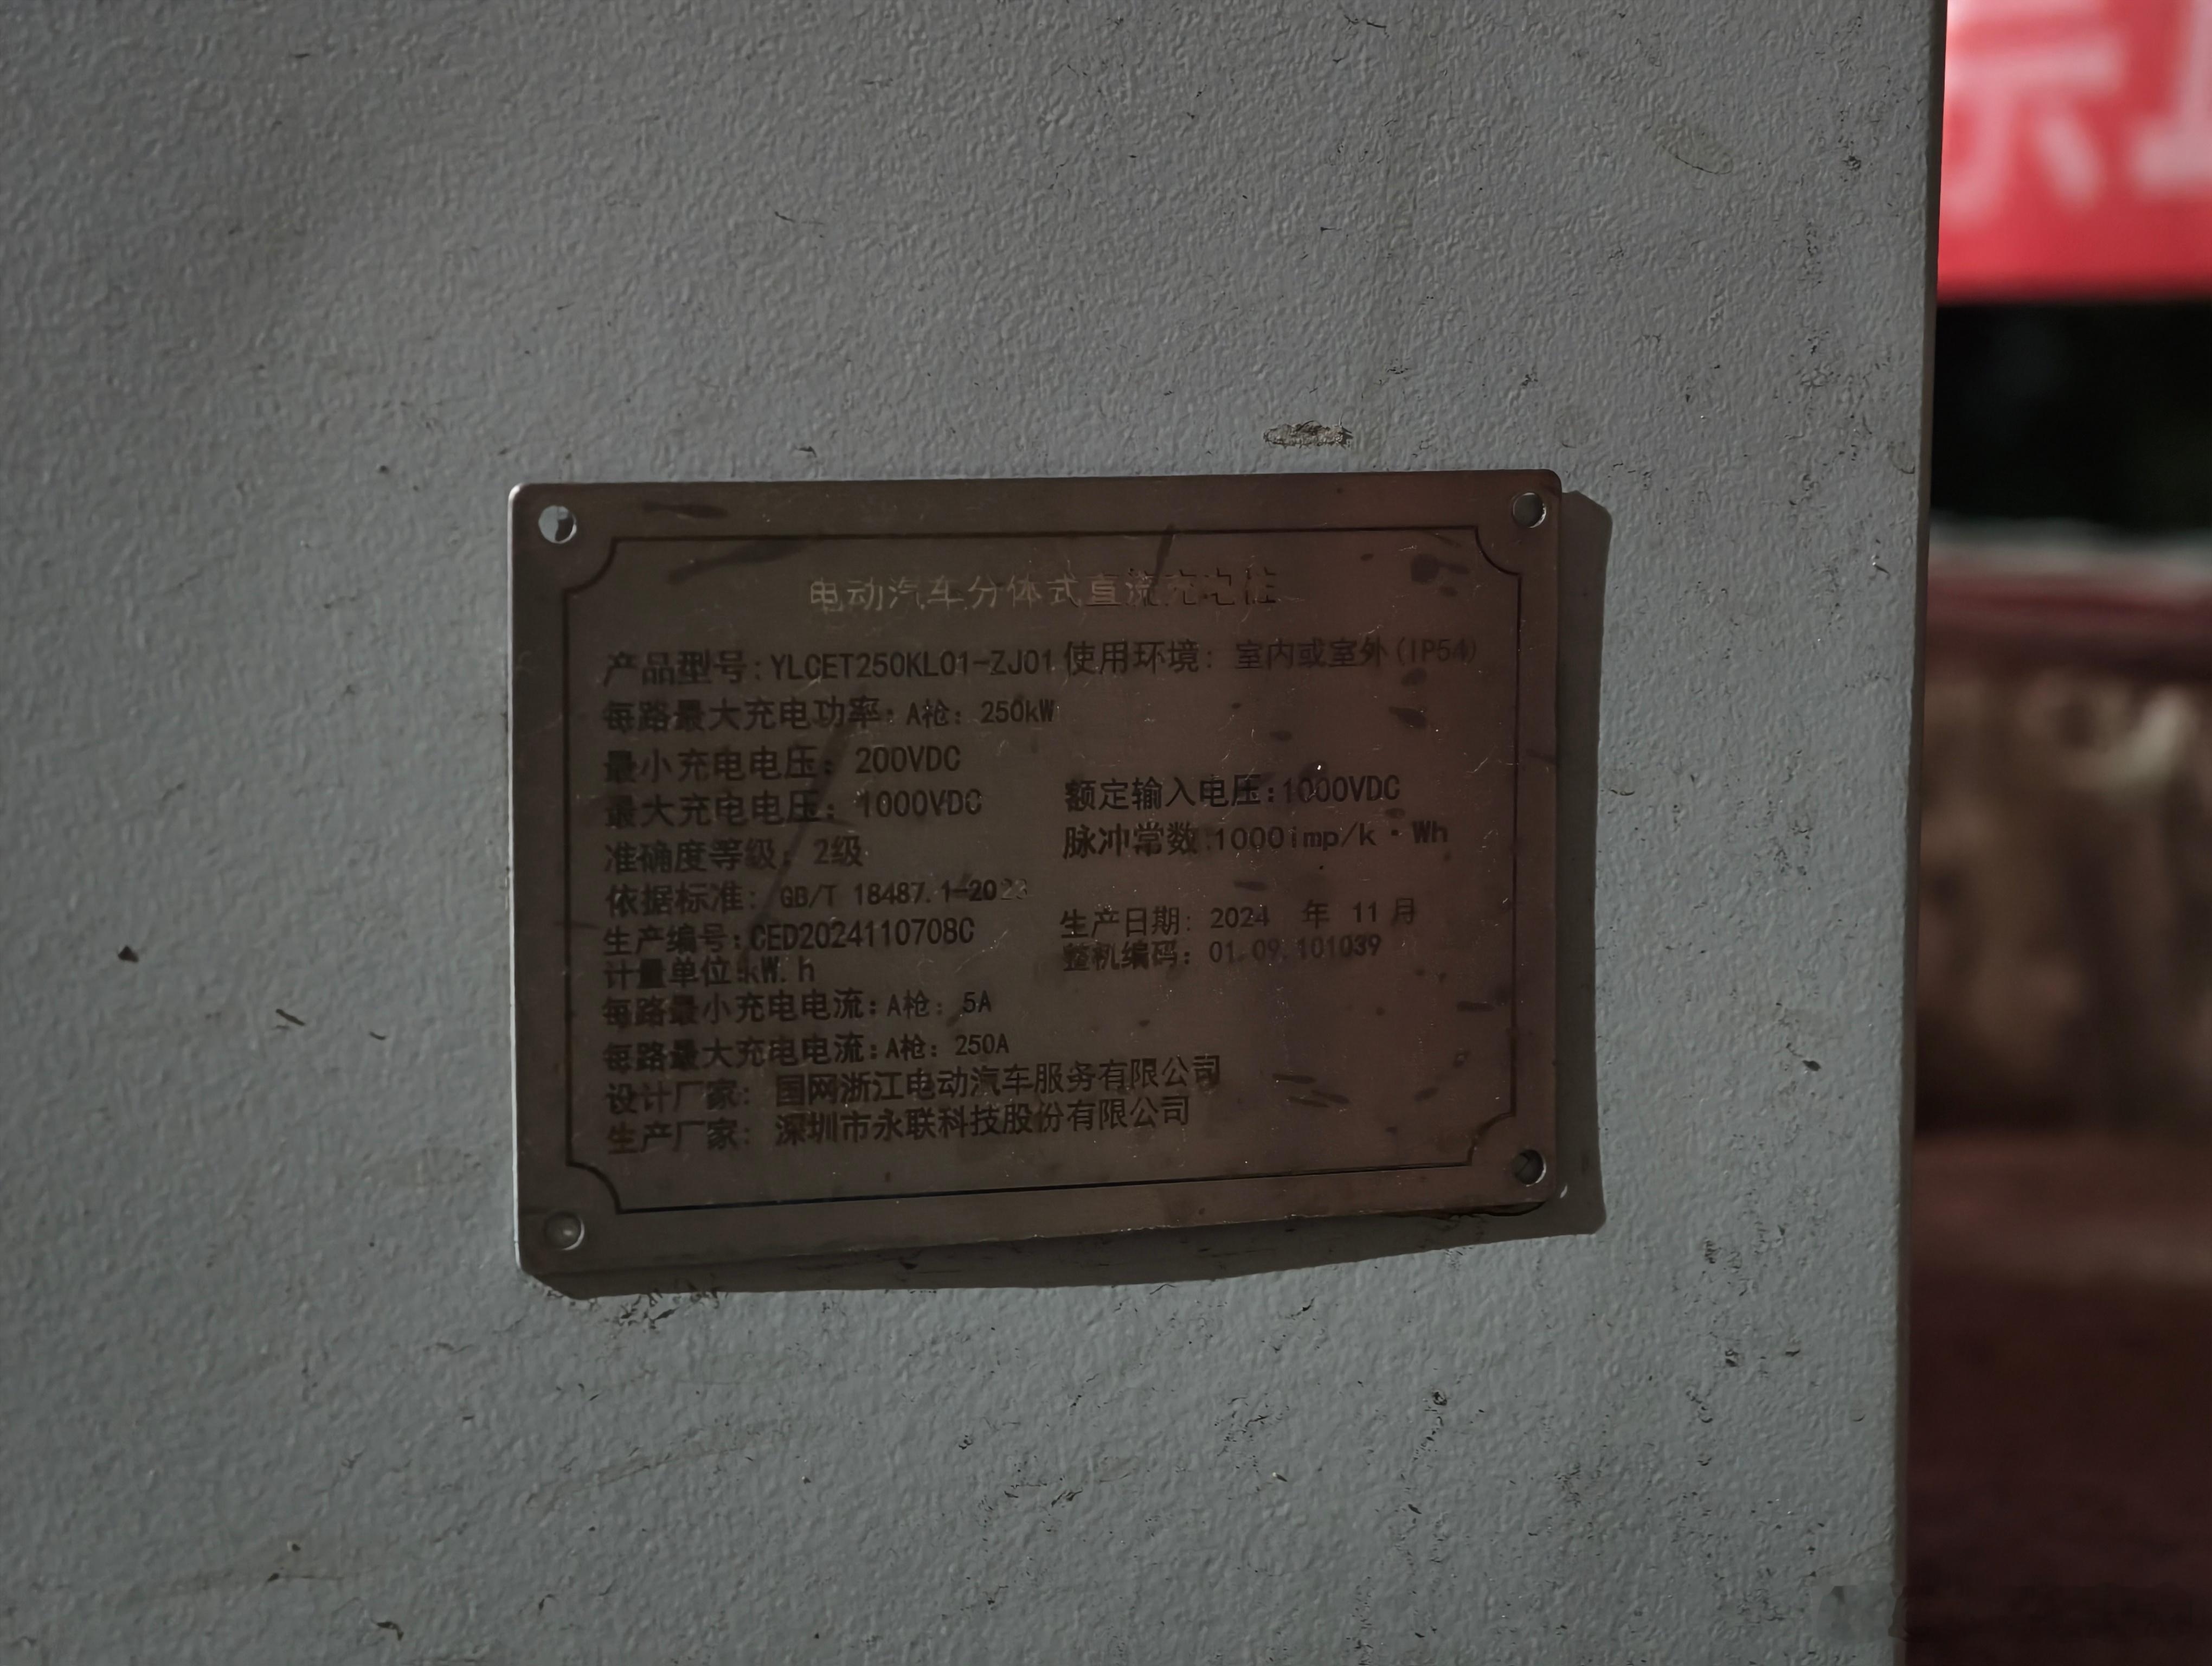 电动汽车分体式直流充电桩
产品型号:YLCET250KL01-ZJ01 使用环境: 室内或室外(IP54)
每路最大充电功率: A枪: 250kW
最小充电电压: 200VDC
最大充电电压: 1000VDC 额定输入电压:1000VDC
准确度等级: 2级 脉冲常数:1000imp/k·Wh
依据标准: GB/T 18487.1-2023
生产编号:CED2024110708C 生产日期: 2024 年 11 月
计量单位:kW.h 整机编码: 01.09.101039
每路最小充电电流:A枪: 5A
每路最大充电电流:A枪: 250A
设计厂家: 国网浙江电动汽车服务有限公司
生产厂家: 深圳市永联科技股份有限公司